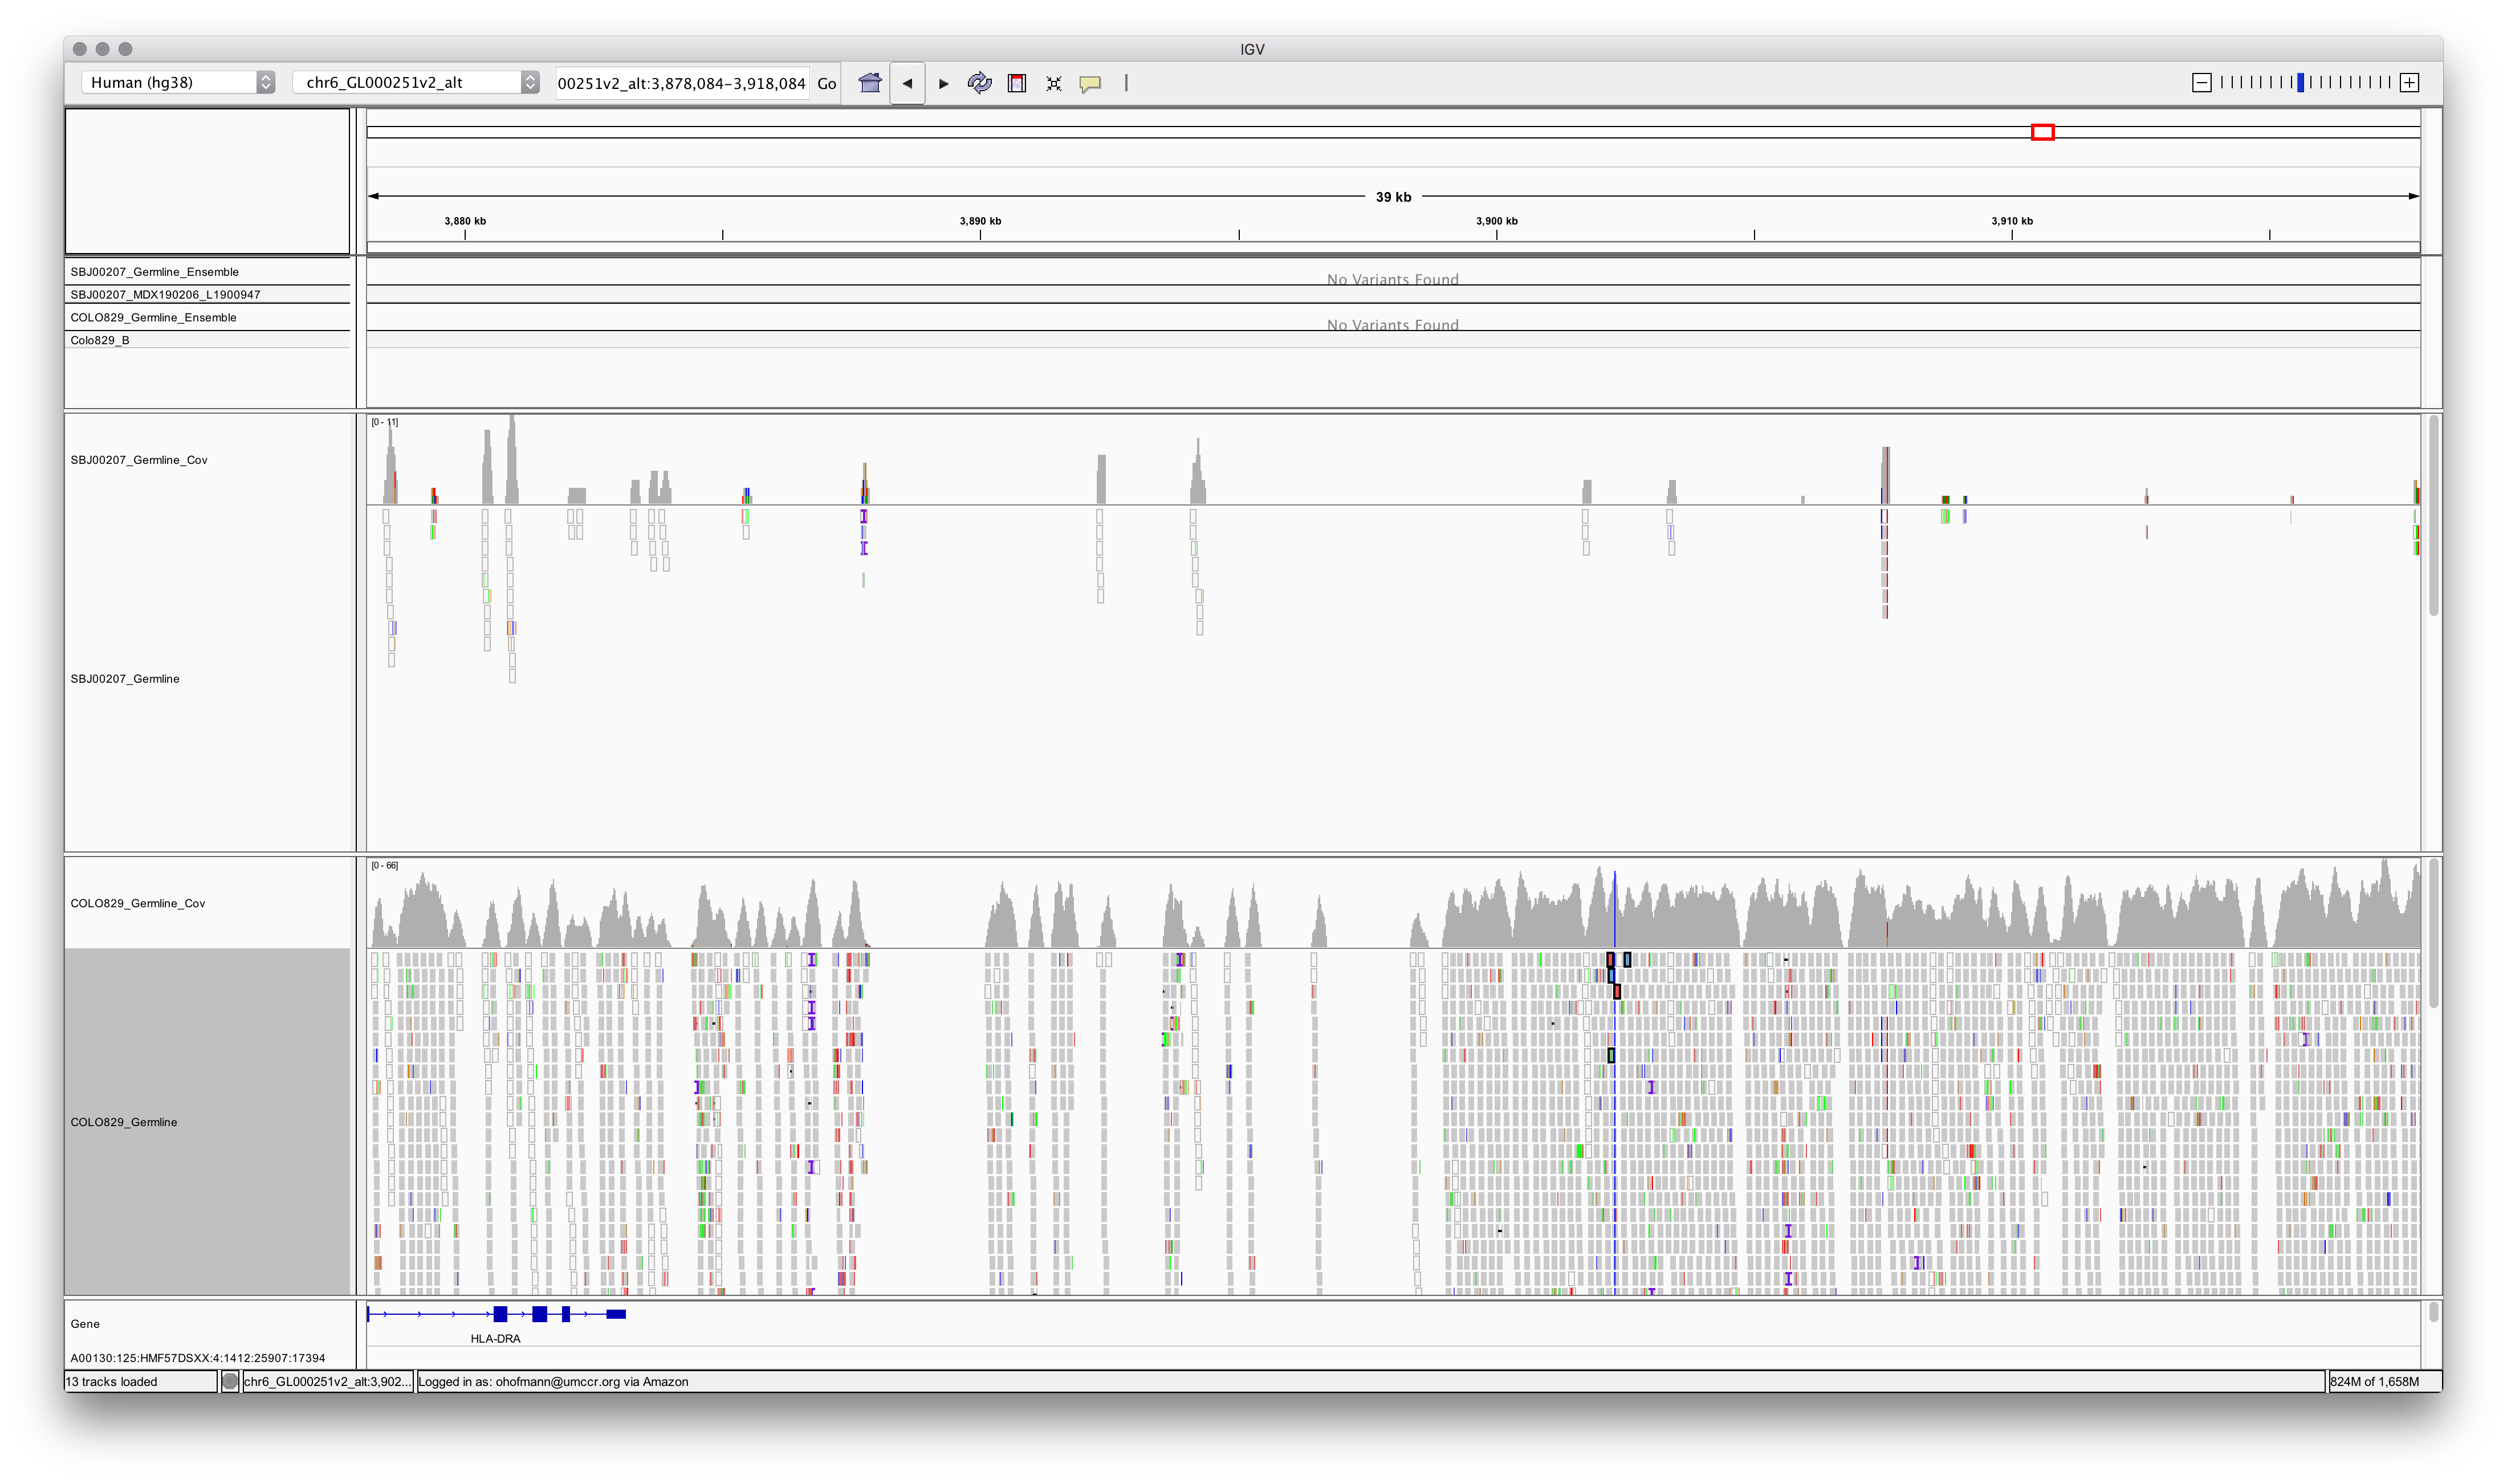 IGV
Human (hg38)
chr6_GL000251v2_alt
00251v2_alt:3,878,084-3,918,084
Go
39 kb
3,880 kb
3,890 kb
3,900 kb
3,910 kb
SBJ00207_Germline_Ensemble
No Variants Found
SBJ00207_MDX190206_L1900947
COLO829_Germline_Ensemble
No Variants Found
Colo829_B
[0 - 11]
SBJ00207_Germline_Cov
SBJ00207_Germline
[0 - 66]
COLO829_Germline_Cov
COLO829_Germline
Gene
HLA-DRA
A00130:125:HMF57DSXX:4:1412:25907:17394
13 tracks loaded
chr6_GL000251v2_alt:3,902...
Logged in as: ohofmann@umccr.org via Amazon
824M of 1,658M